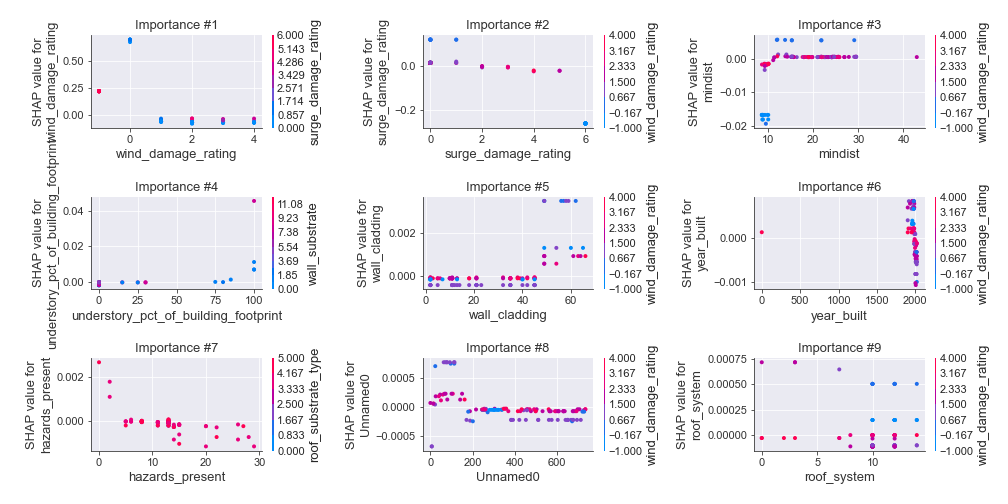 Importance #1
SHAP value for
wind_damage_rating
0.50
0.25
0.00
0
2
4
wind_damage_rating
6.000
5.143
4.286
3.429
2.571
1.714
0.857
0.000
surge_damage_rating
Importance #2
SHAP value for
surge_damage_rating
0.0
−0.2
0
2
4
6
surge_damage_rating
4.000
3.167
2.333
1.500
0.667
−0.167
−1.000
wind_damage_rating
Importance #3
SHAP value for
mindist
0.00
−0.01
−0.02
10
20
30
40
mindist
4.000
3.167
2.333
1.500
0.667
−0.167
−1.000
wind_damage_rating
Importance #4
SHAP value for
understory_pct_of_building_footprint
0.04
0.02
0.00
0
25
50
75
100
understory_pct_of_building_footprint
11.08
9.23
7.38
5.54
3.69
1.85
0.00
wall_substrate
Importance #5
SHAP value for
wall_cladding
0.002
0.000
0
20
40
60
wall_cladding
4.000
3.167
2.333
1.500
0.667
−0.167
−1.000
wind_damage_rating
Importance #6
SHAP value for
year_built
0.000
−0.001
0
500
1000
1500
2000
year_built
4.000
3.167
2.333
1.500
0.667
−0.167
−1.000
wind_damage_rating
Importance #7
SHAP value for
hazards_present
0.002
0.000
0
10
20
30
hazards_present
5.000
4.167
3.333
2.500
1.667
0.833
0.000
roof_substrate_type
Importance #8
SHAP value for
Unnamed0
0.0005
0.0000
−0.0005
0
200
400
600
Unnamed0
4.000
3.167
2.333
1.500
0.667
−0.167
−1.000
wind_damage_rating
Importance #9
SHAP value for
roof_system
0.00075
0.00050
0.00025
0.00000
0
5
10
roof_system
4.000
3.167
2.333
1.500
0.667
−0.167
−1.000
wind_damage_rating